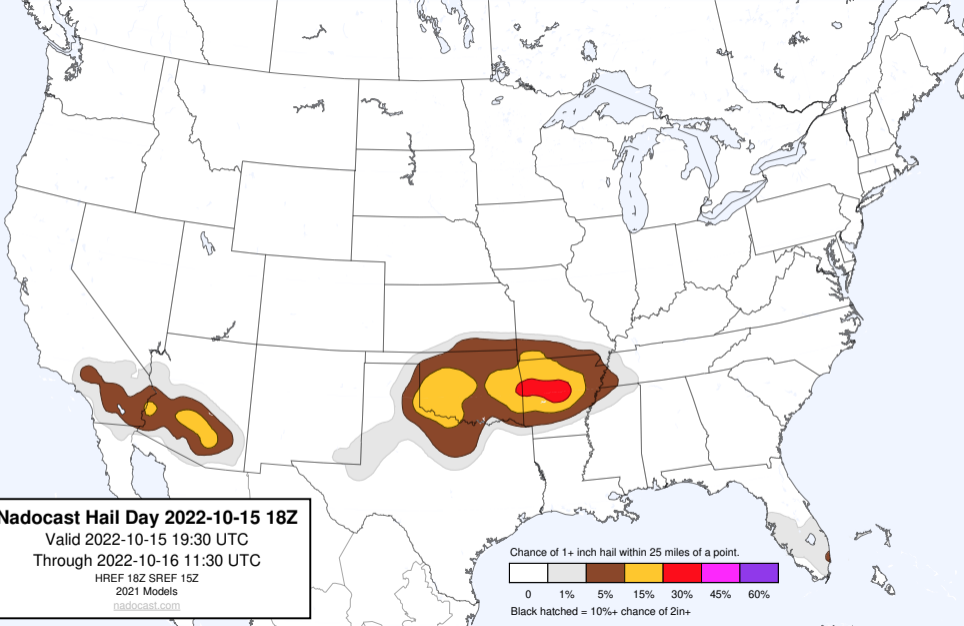 Nadocast Hail Day 2022-10-15 18Z
Valid 2022-10-15 19:30 UTC
Through 2022-10-16 11:30 UTC
HREF 18Z SREF 15Z
2021 Models
nadocast.com
Chance of 1+ inch hail within 25 miles of a point.
0 1% 5% 15% 30% 45% 60%
Black hatched = 10%+ chance of 2in+